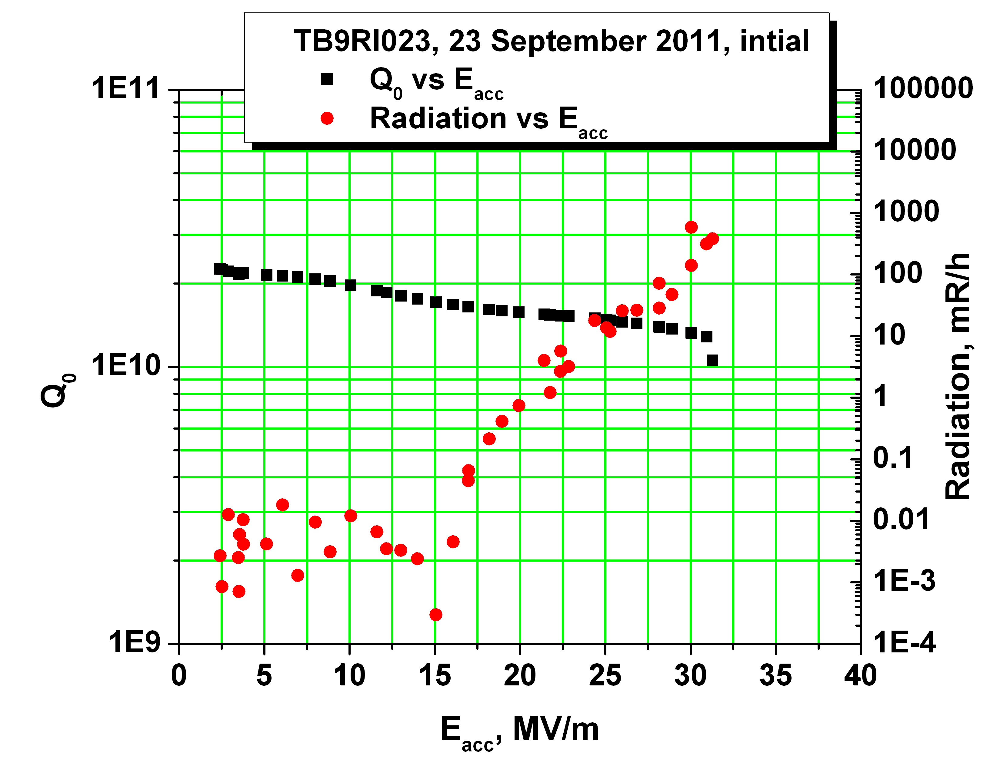 TB9RI023, 23 September 2011, intial
Q0 vs Eacc
Radiation vs Eacc
1E11
1E10
1E9
Q0
100000
10000
1000
100
10
1
0.1
0.01
1E-3
1E-4
Radiation, mR/h
0 5 10 15 20 25 30 35 40
Eacc, MV/m